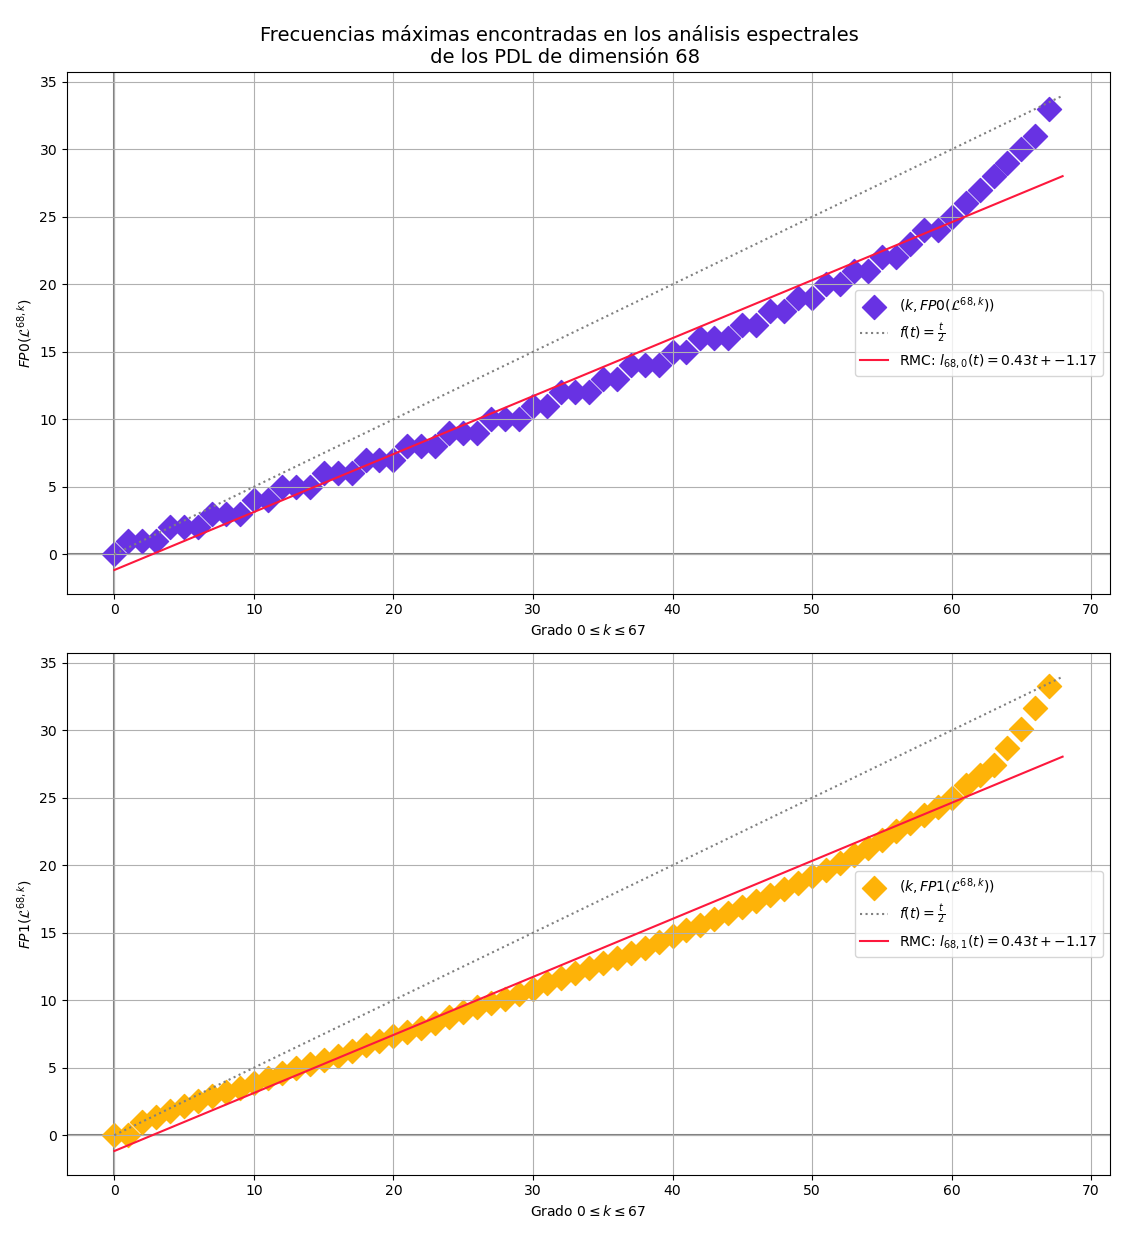 Frecuencias máximas encontradas en los análisis espectrales
de los PDL de dimensión 68
35
30
25
20
15
10
5
0
FP0(ℒ^{68,k})
(k, FP0(ℒ^{68,k}))
f(t) = t/2
RMC: l_{68,0}(t) = 0.43t + −1.17
0 10 20 30 40 50 60 70
Grado 0 ≤ k ≤ 67
35
30
25
20
15
10
5
0
FP1(ℒ^{68,k})
(k, FP1(ℒ^{68,k}))
f(t) = t/2
RMC: l_{68,1}(t) = 0.43t + −1.17
0 10 20 30 40 50 60 70
Grado 0 ≤ k ≤ 67